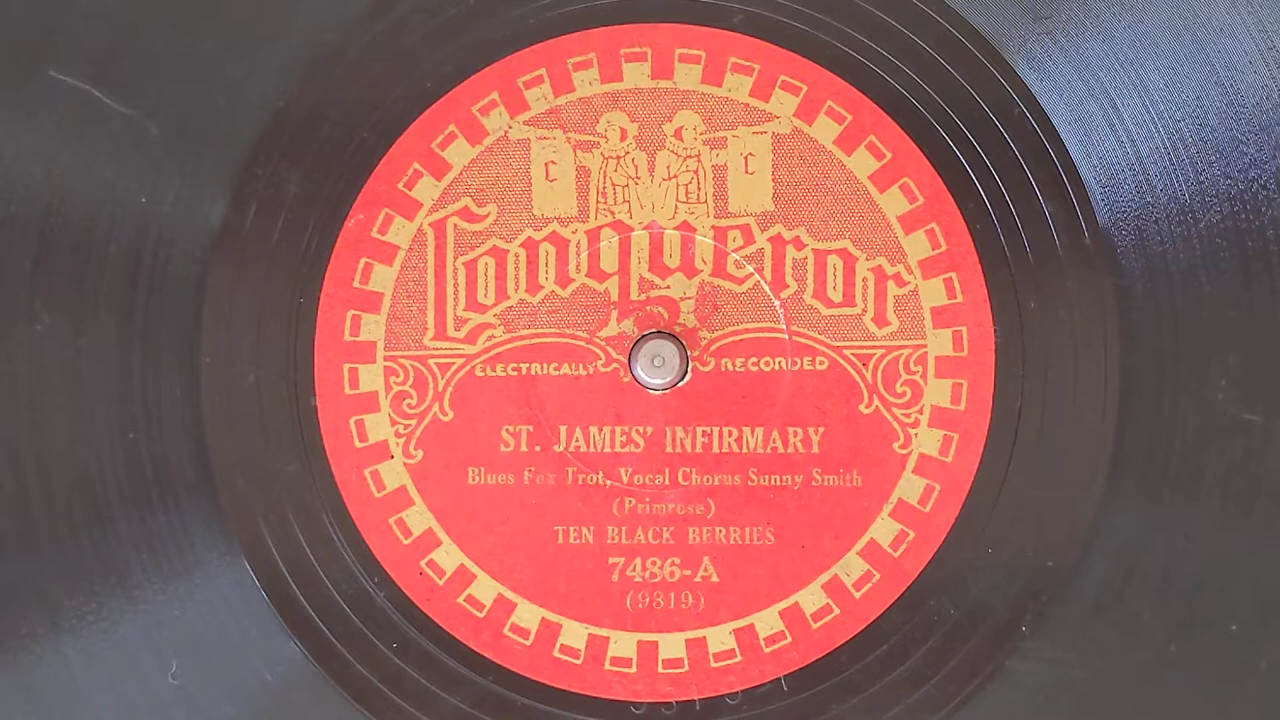 C C
Conqueror
ELECTRICALLY RECORDED
ST. JAMES' INFIRMARY
Blues Fox Trot, Vocal Chorus Sunny Smith
(Primrose)
TEN BLACK BERRIES
7486-A
(9319)